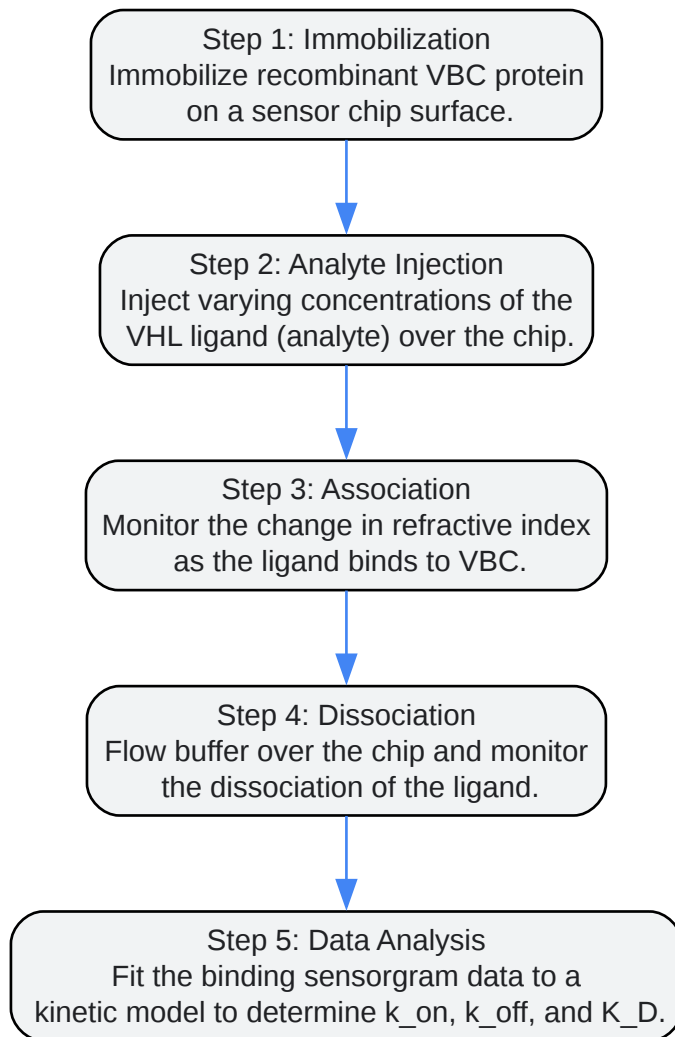 Step 1: Immobilization
Immobilize recombinant VBC protein
on a sensor chip surface.
Step 2: Analyte Injection
Inject varying concentrations of the
VHL ligand (analyte) over the chip.
Step 3: Association
Monitor the change in refractive index
as the ligand binds to VBC.
Step 4: Dissociation
Flow buffer over the chip and monitor
the dissociation of the ligand.
Step 5: Data Analysis
Fit the binding sensorgram data to a
kinetic model to determine k_on, k_off, and K_D.